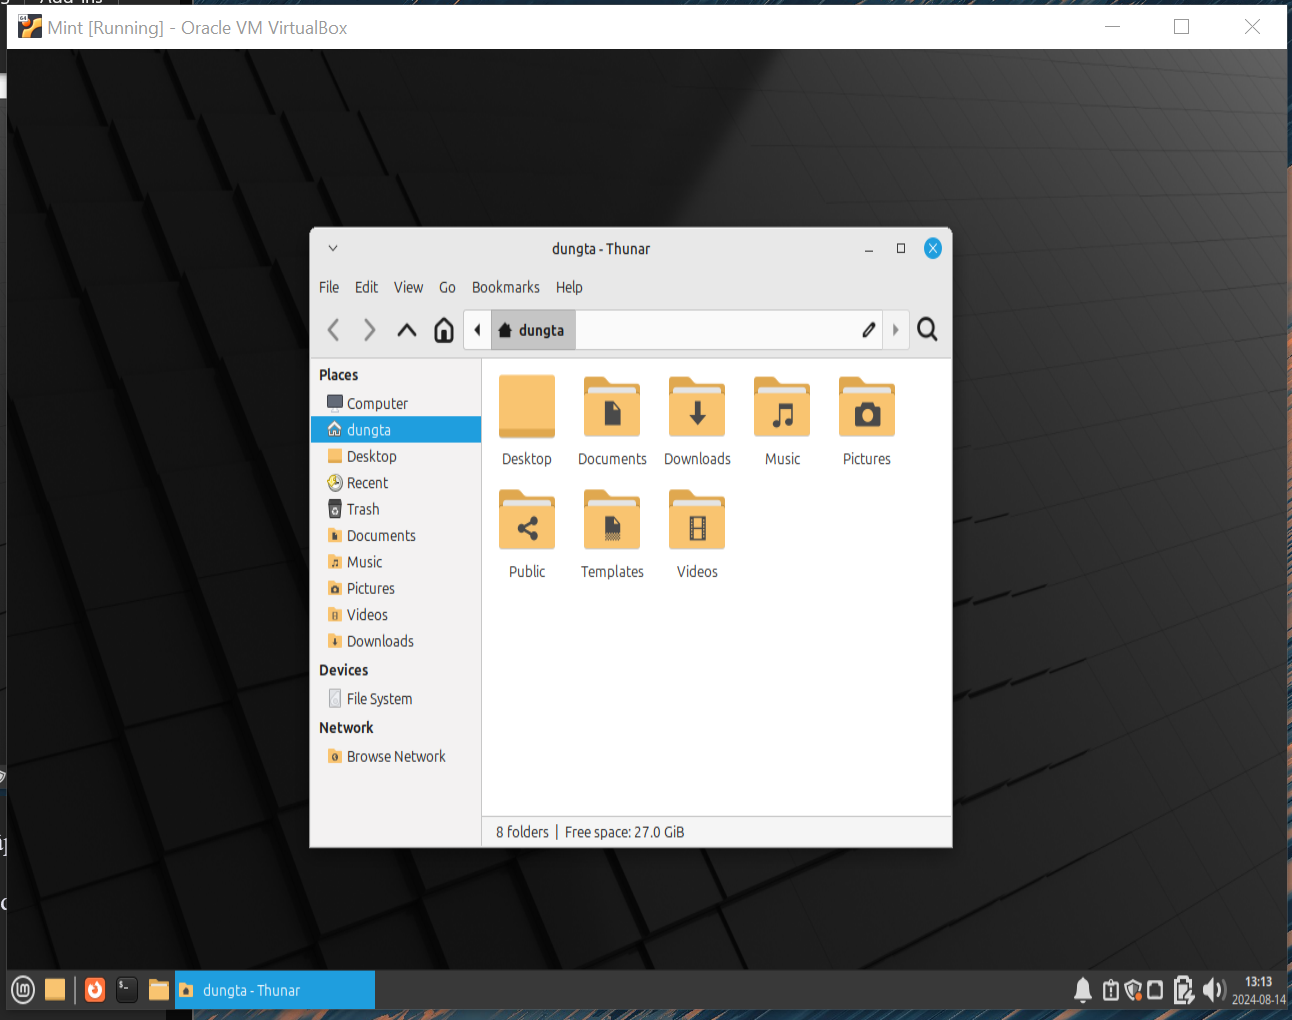 Add-ins
Mint [Running] - Oracle VM VirtualBox
dungta - Thunar
File Edit View Go Bookmarks Help
dungta
Places
Computer
dungta
Desktop
Recent
Trash
Documents
Music
Pictures
Videos
Downloads
Devices
File System
Network
Browse Network
Desktop Documents Downloads Music Pictures
Public Templates Videos
8 folders | Free space: 27.0 GiB
dungta - Thunar
13:13
2024-08-14